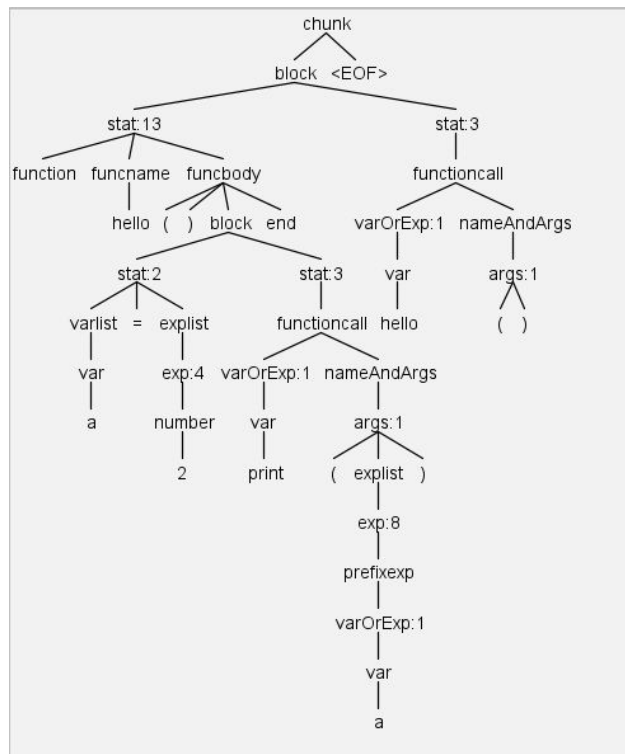 chunk
block <EOF>
stat:13 stat:3
function funcname funcbody functioncall
hello ( ) block end varOrExp:1 nameAndArgs
stat:2 stat:3 var args:1
varlist = explist functioncall hello ( )
var exp:4 varOrExp:1 nameAndArgs
a number var args:1
2 print ( explist )
exp:8
prefixexp
varOrExp:1
var
a